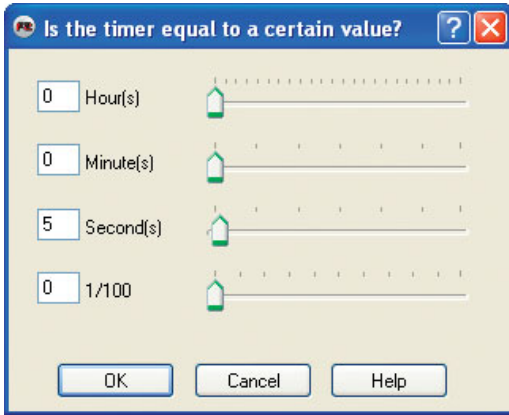 Is the timer equal to a certain value?
0 Hour(s)
0 Minute(s)
5 Second(s)
0 1/100
OK Cancel Help